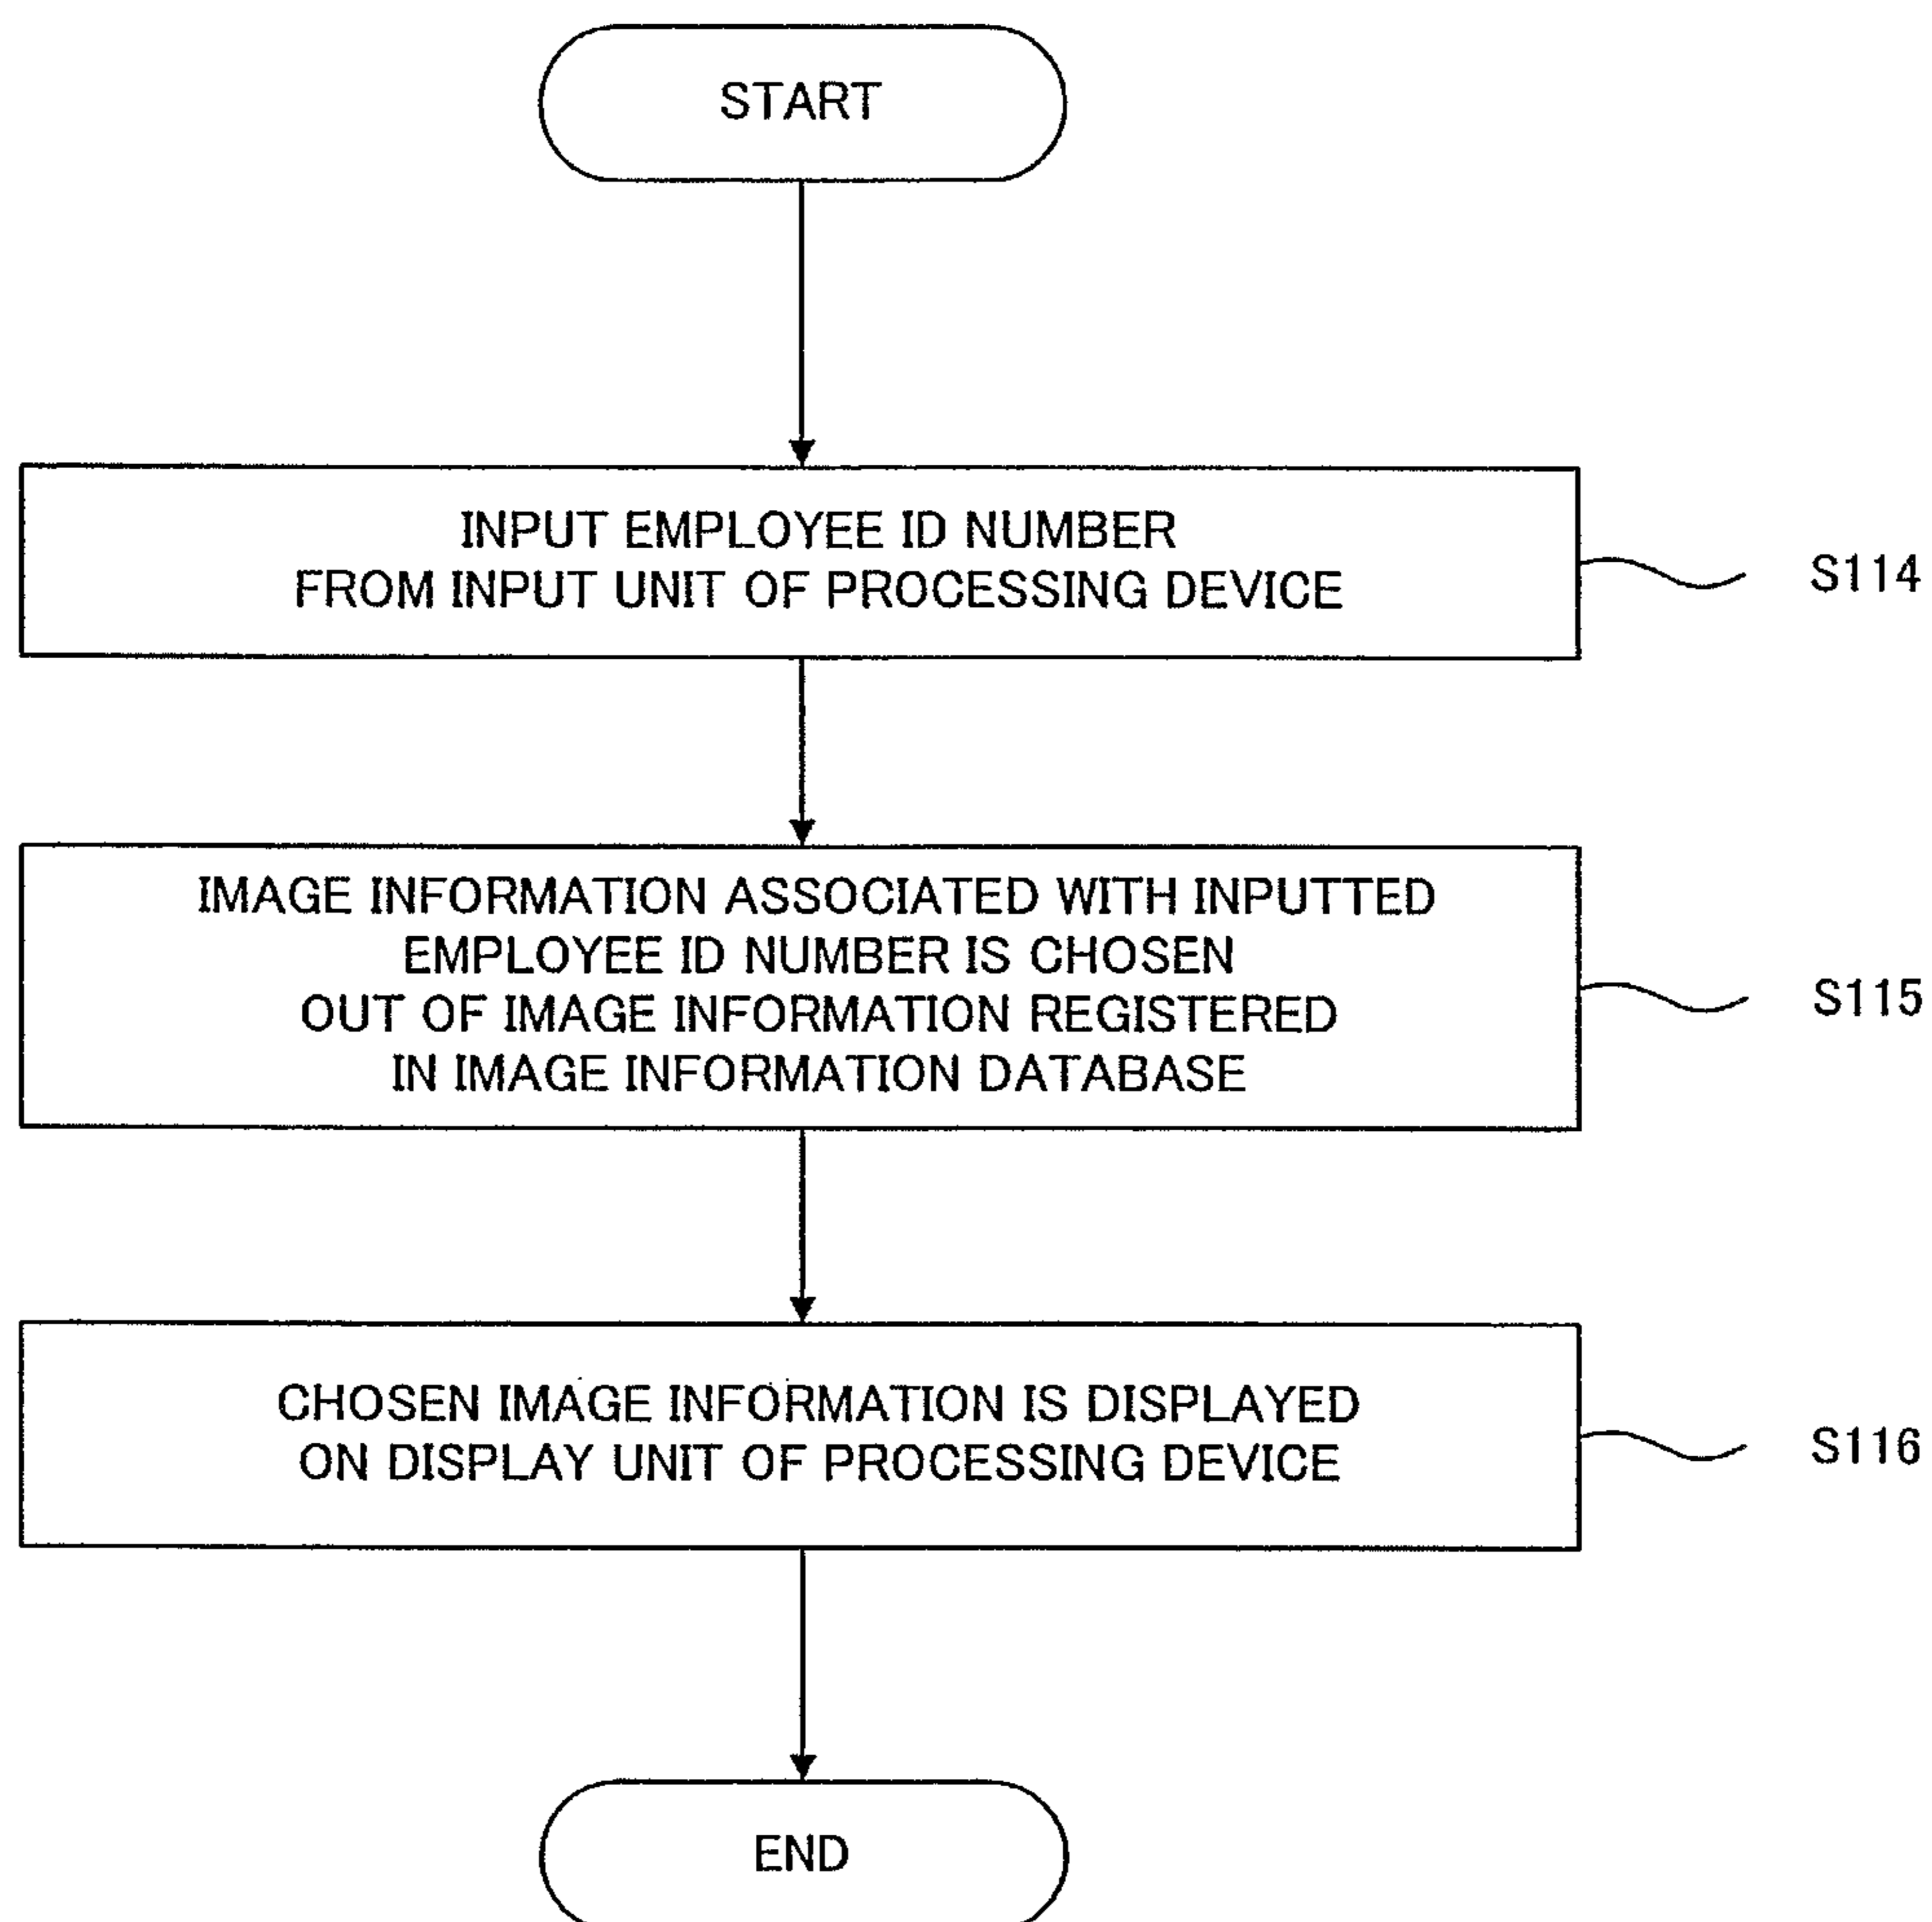 START
INPUT EMPLOYEE ID NUMBER
FROM INPUT UNIT OF PROCESSING DEVICE
S114
IMAGE INFORMATION ASSOCIATED WITH INPUTTED
EMPLOYEE ID NUMBER IS CHOSEN
OUT OF IMAGE INFORMATION REGISTERED
IN IMAGE INFORMATION DATABASE
S115
CHOSEN IMAGE INFORMATION IS DISPLAYED
ON DISPLAY UNIT OF PROCESSING DEVICE
S116
END